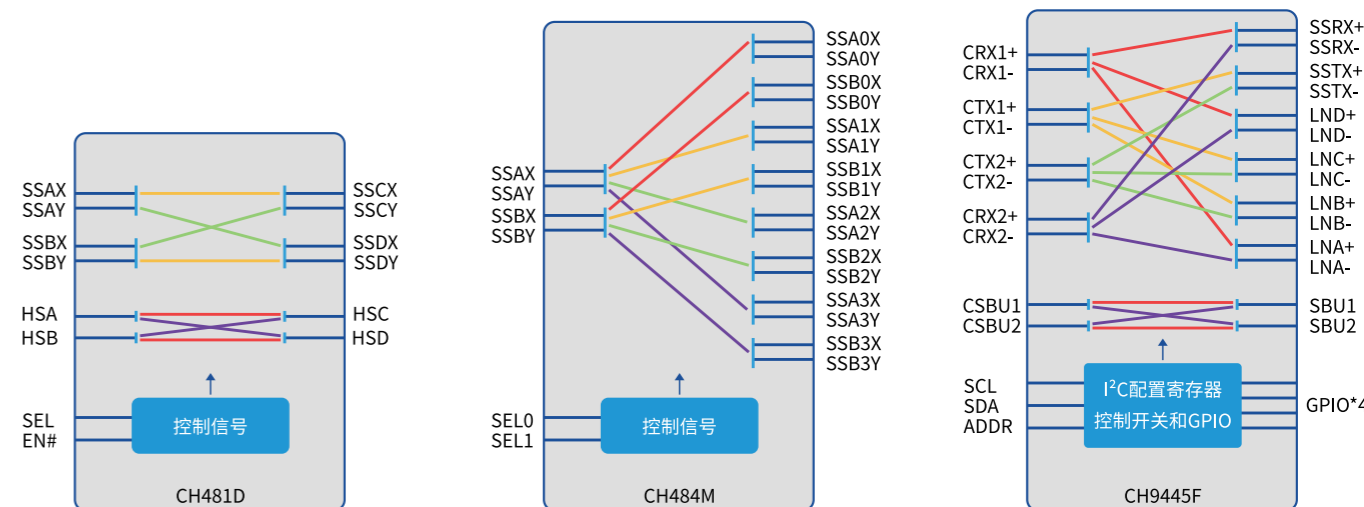 SSAX
SSAY
SSBX
SSBY
HSA
HSB
SEL
EN#
SSCX
SSCY
SSDX
SSDY
HSC
HSD
控制信号
CH481D
SSAX
SSAY
SSBX
SSBY
SEL0
SEL1
SSA0X
SSA0Y
SSB0X
SSB0Y
SSA1X
SSA1Y
SSB1X
SSB1Y
SSA2X
SSA2Y
SSB2X
SSB2Y
SSA3X
SSA3Y
SSB3X
SSB3Y
控制信号
CH484M
CRX1+
CRX1-
CTX1+
CTX1-
CTX2+
CTX2-
CRX2+
CRX2-
CSBU1
CSBU2
SCL
SDA
ADDR
SSRX+
SSRX-
SSTX+
SSTX-
LND+
LND-
LNC+
LNC-
LNB+
LNB-
LNA+
LNA-
SBU1
SBU2
GPIO*4
I²C配置寄存器
控制开关和GPIO
CH9445F